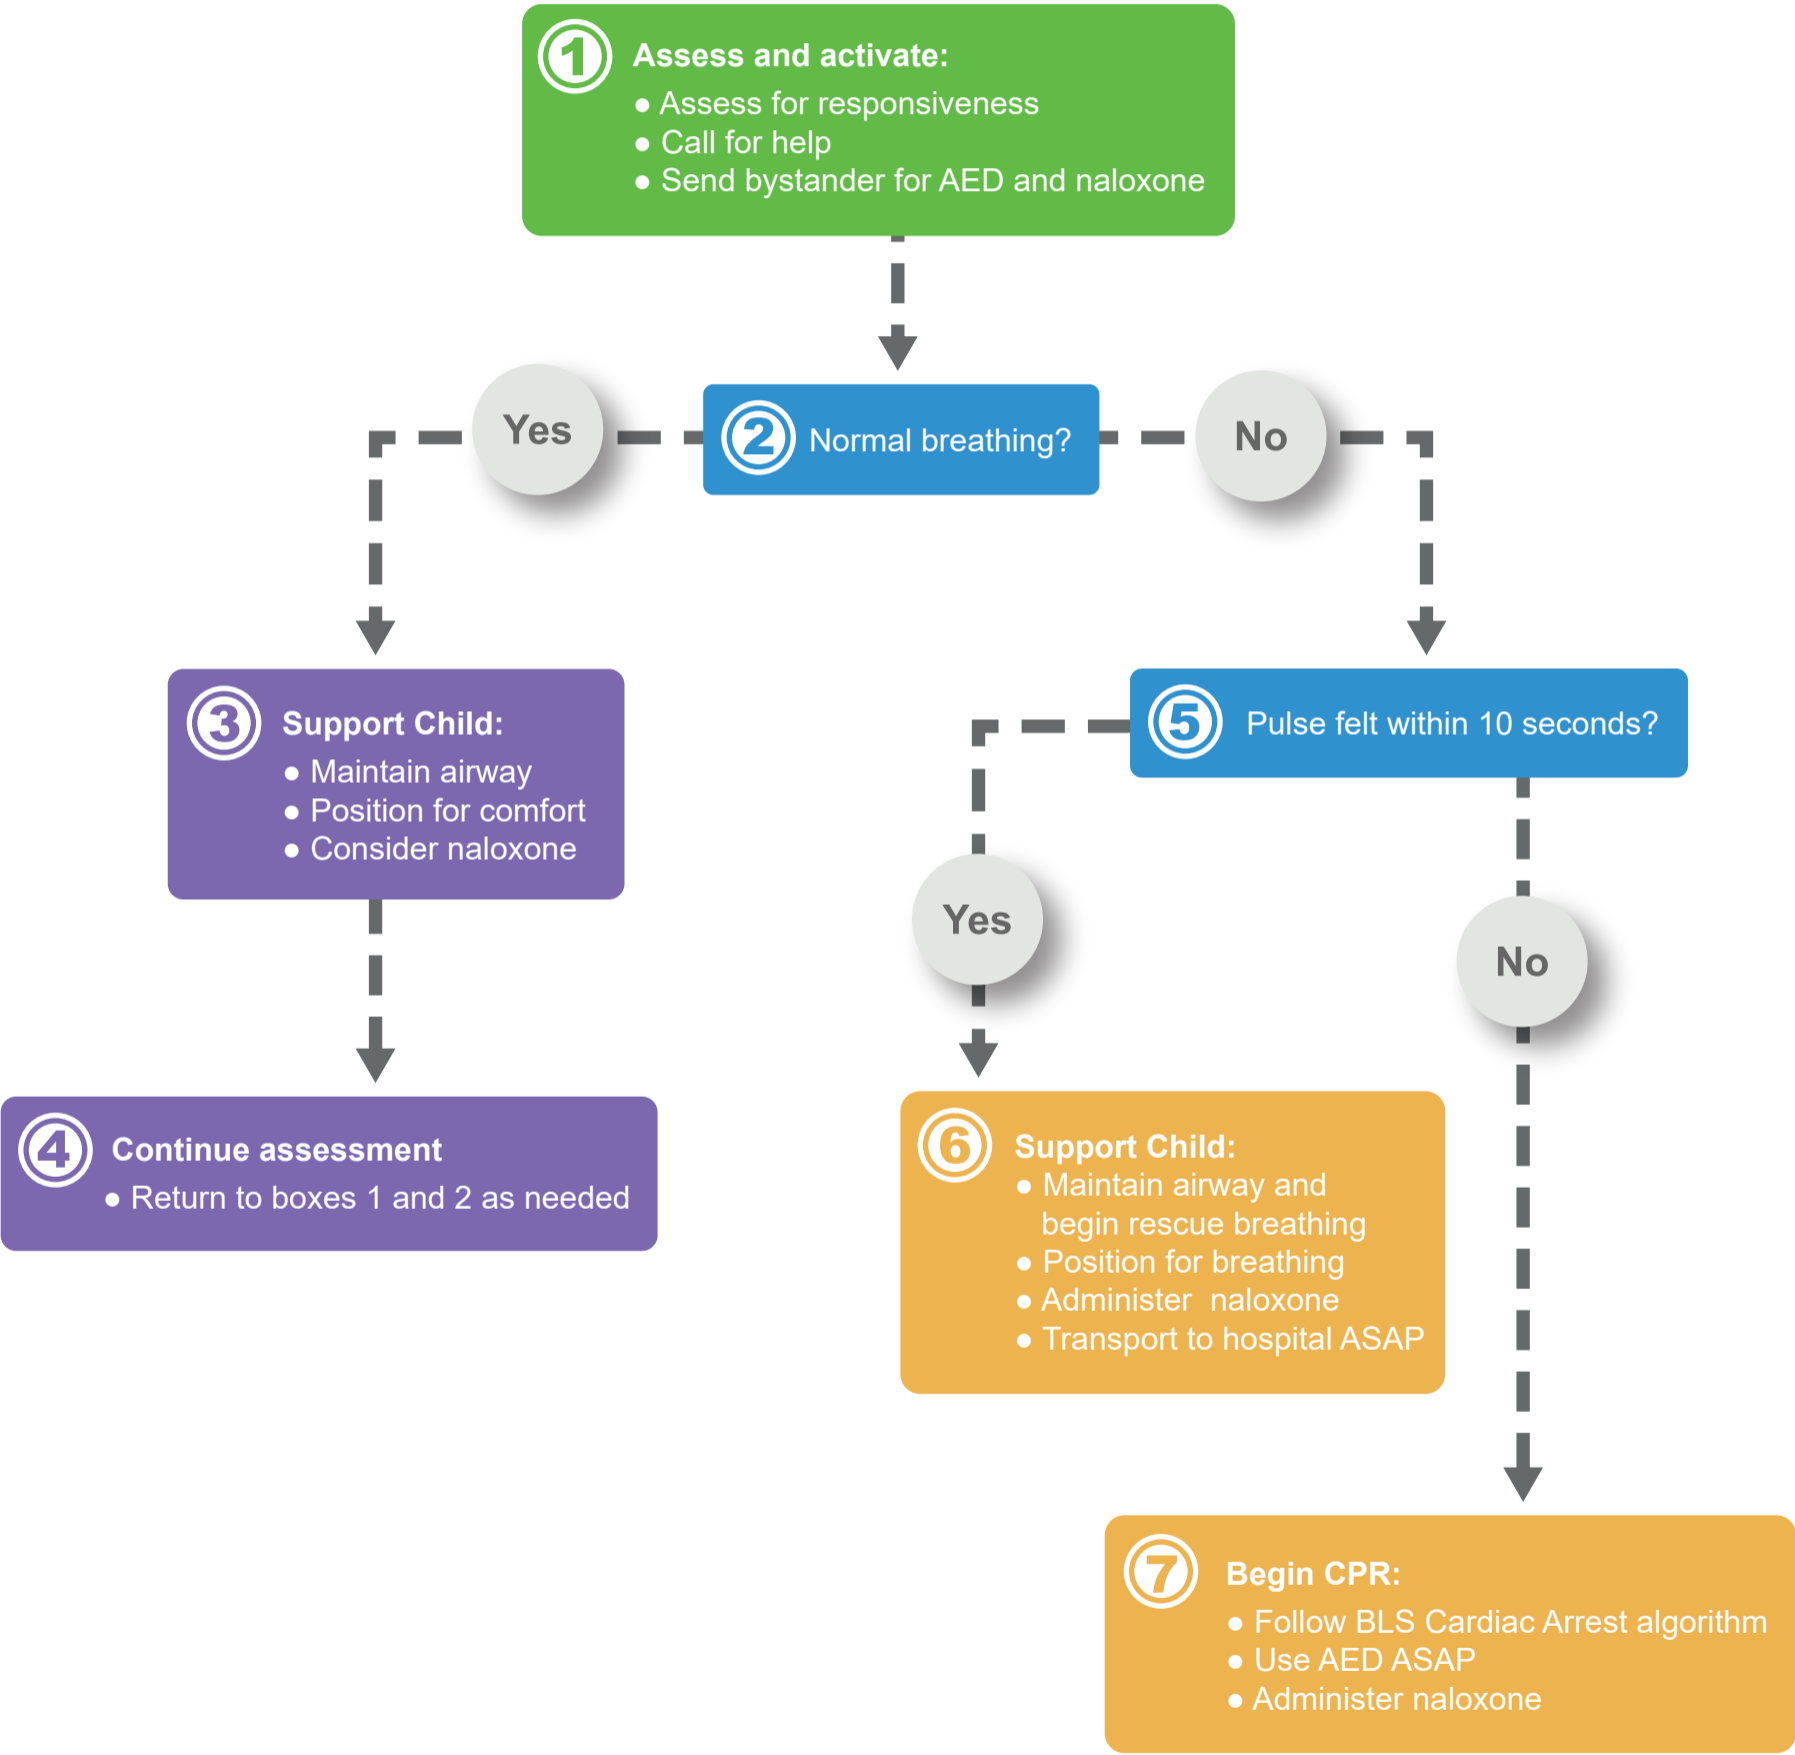 1 Assess and activate:
● Assess for responsiveness
● Call for help
● Send bystander for AED and naloxone
Yes
2 Normal breathing?
No
3 Support Child:
● Maintain airway
● Position for comfort
● Consider naloxone
5 Pulse felt within 10 seconds?
Yes
No
4 Continue assessment
● Return to boxes 1 and 2 as needed
6 Support Child:
● Maintain airway and
begin rescue breathing
● Position for breathing
● Administer naloxone
● Transport to hospital ASAP
7 Begin CPR:
● Follow BLS Cardiac Arrest algorithm
● Use AED ASAP
● Administer naloxone